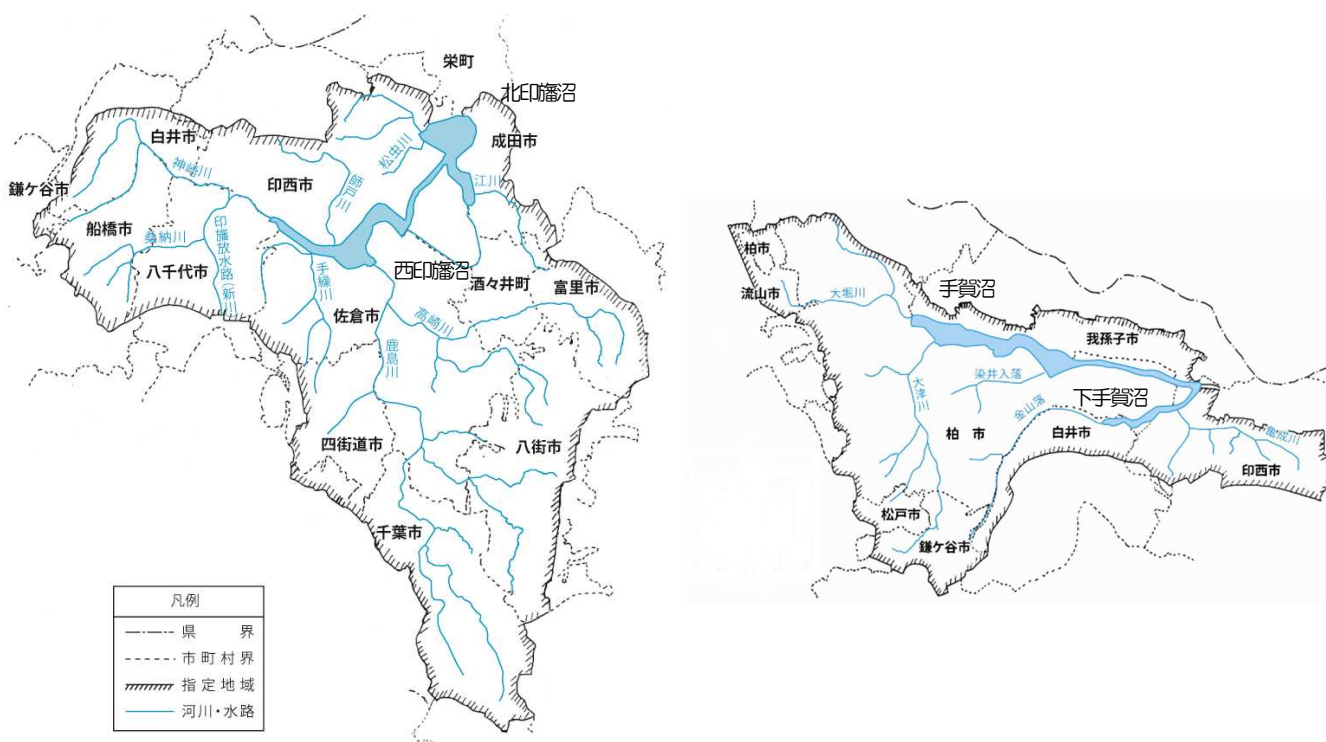 栄町
北印旛沼
成田市
白井市
松虫川
神崎川
鎌ケ谷市
印西市
師戸川
江川
船橋市
桑納川
印旛放水路(新川
八千代市
手繰川
西印旛沼
酒々井町
富里市
佐倉市
高崎川
鹿島川
四街道市
八街市
千葉市
凡例
県 界
市町村界
指定地域
河川・水路
柏市
流山市
大堀川
手賀沼
我孫子市
染井入落
大津川
下手賀沼
金山落
柏 市
白井市
亀成川
印西市
松戸市
鎌ケ谷市